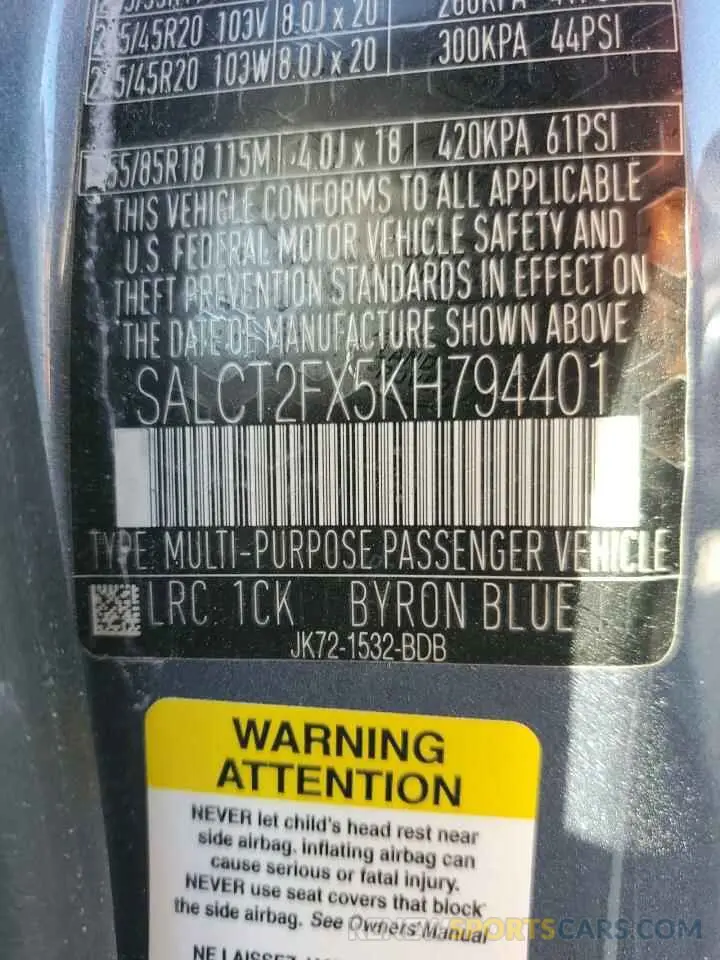 103V 8.0J x 20
/45R20 103W 8.0J x 20 300KPA 44PSI
55/85R18 115M 4.0J x 18 420KPA 61PSI
THIS VEHICLE CONFORMS TO ALL APPLICABLE
U.S. FEDERAL MOTOR VEHICLE SAFETY AND
THEFT PREVENTION STANDARDS IN EFFECT ON
THE DATE OF MANUFACTURE SHOWN ABOVE
SALCT2FX5KH794401
TYPE: MULTI-PURPOSE PASSENGER VEHICLE
LRC 1CK BYRON BLUE
JK72-1532-BDB
WARNING
ATTENTION
NEVER let child's head rest near
side airbag. inflating airbag can
cause serious or fatal injury.
NEVER use seat covers that block
the side airbag. See Owners' Manual
RENEWSPORTSCARS.COM
NE LAISSEZ